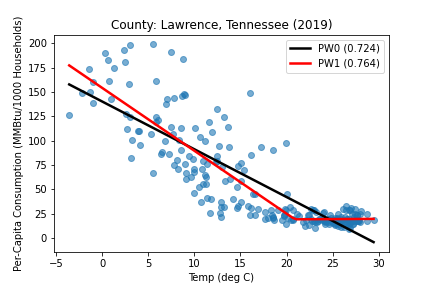 County: Lawrence, Tennessee (2019)
PW0 (0.724)
PW1 (0.764)
Per-Capita Consumption (MMBtu/1000 Households)
200
175
150
125
100
75
50
25
0
−5 0 5 10 15 20 25 30
Temp (deg C)